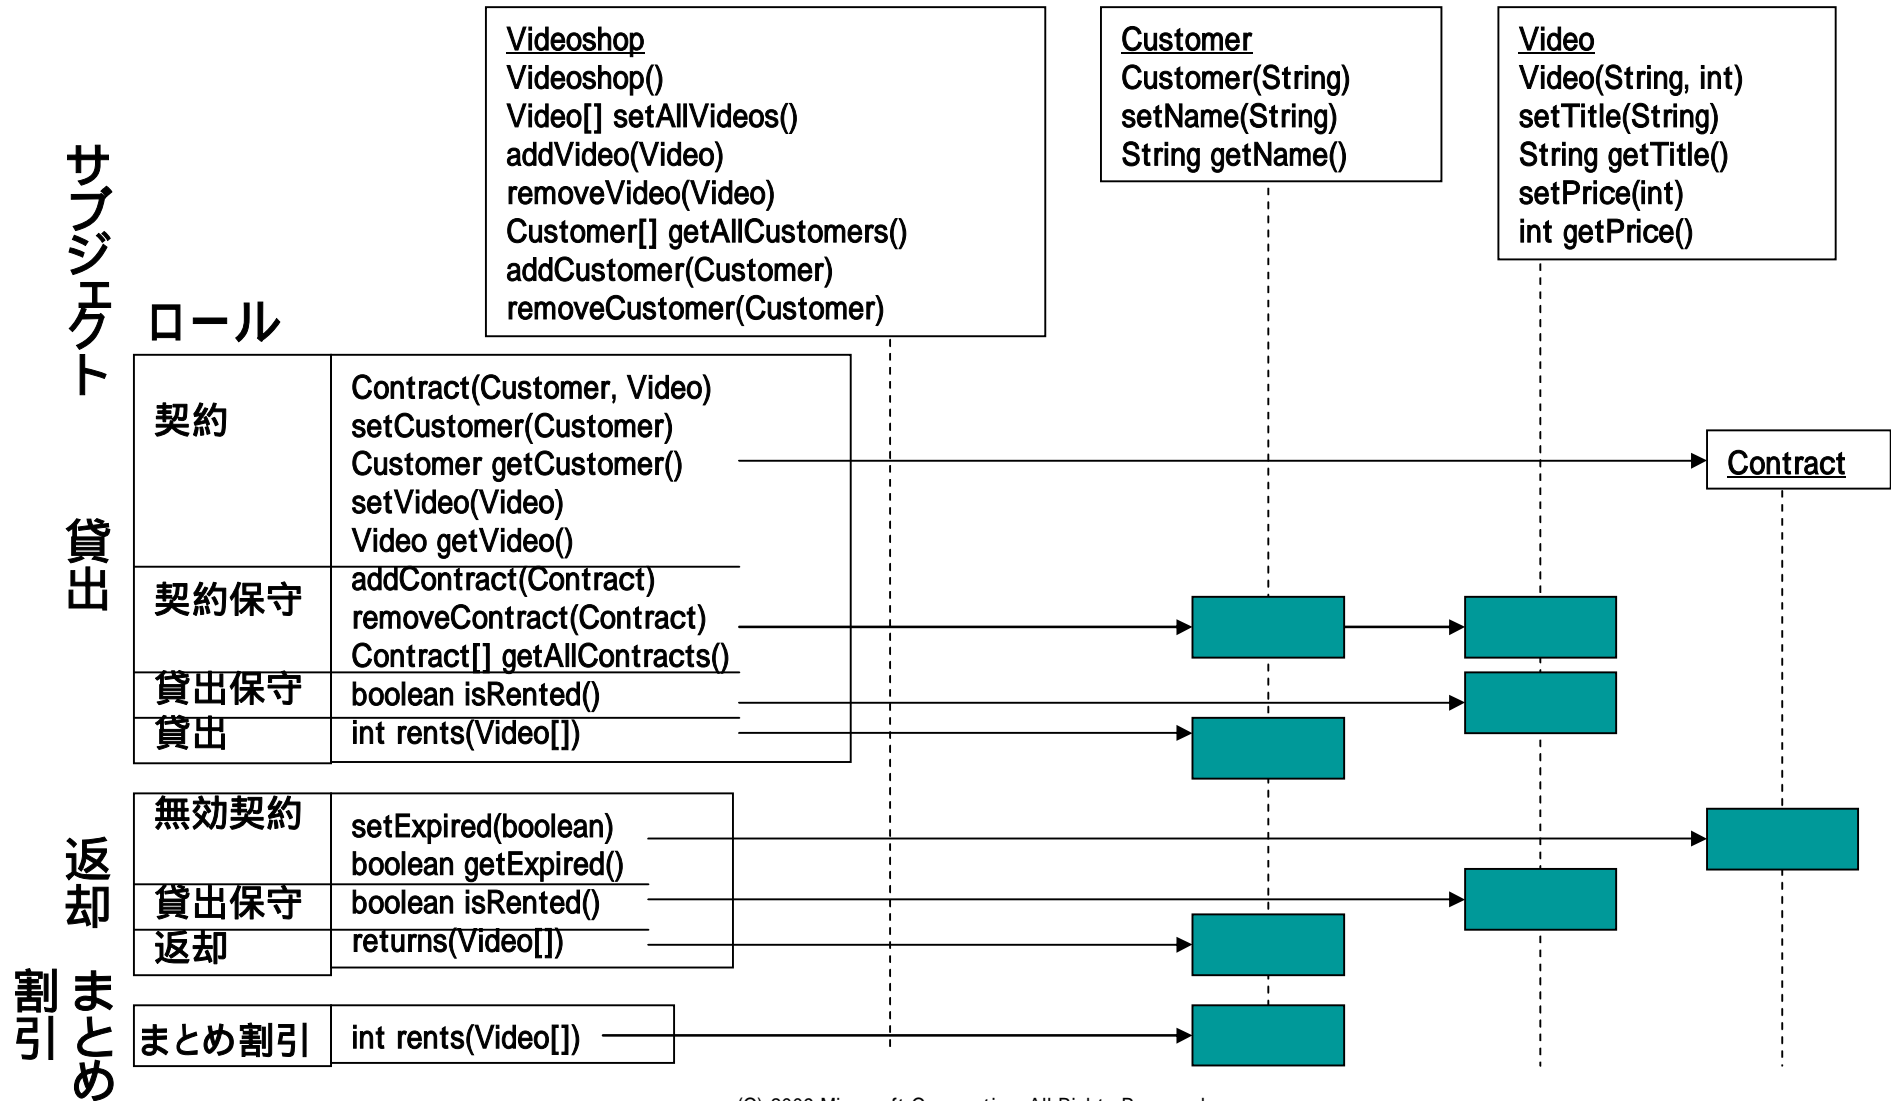 Videoshop
Videoshop()
Video[] setAllVideos()
addVideo(Video)
removeVideo(Video)
Customer[] getAllCustomers()
addCustomer(Customer)
removeCustomer(Customer)
Customer
Customer(String)
setName(String)
String getName()
Video
Video(String, int)
setTitle(String)
String getTitle()
setPrice(int)
int getPrice()
サブジェクト
ロール
貸出
契約
Contract(Customer, Video)
setCustomer(Customer)
Customer getCustomer()
setVideo(Video)
Video getVideo()
Contract
契約保守
addContract(Contract)
removeContract(Contract)
Contract[] getAllContracts()
貸出保守
boolean isRented()
貸出
int rents(Video[])
返却
無効契約
setExpired(boolean)
boolean getExpired()
貸出保守
boolean isRented()
返却
returns(Video[])
まとめ
割引
まとめ割引
int rents(Video[])